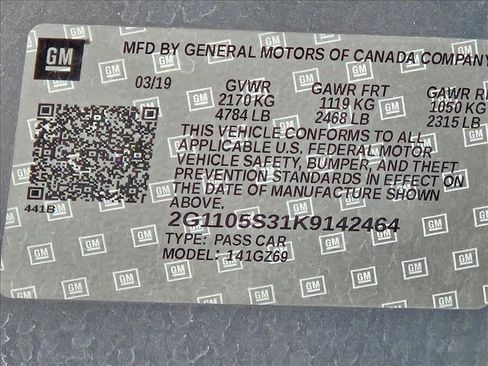 GM
MFD BY GENERAL MOTORS OF CANADA COMPANY
03/19 GVWR GAWR FRT GAWR
2170 KG 1119 KG 1050 KG
4784 LB 2468 LB 2315 LB
THIS VEHICLE CONFORMS TO ALL
APPLICABLE U.S. FEDERAL MOTOR
VEHICLE SAFETY, BUMPER, AND THEFT
PREVENTION STANDARDS IN EFFECT ON
THE DATE OF MANUFACTURE SHOWN
ABOVE.
441B
2G1105S31K9142464
TYPE: PASS CAR
MODEL: 141GZ69